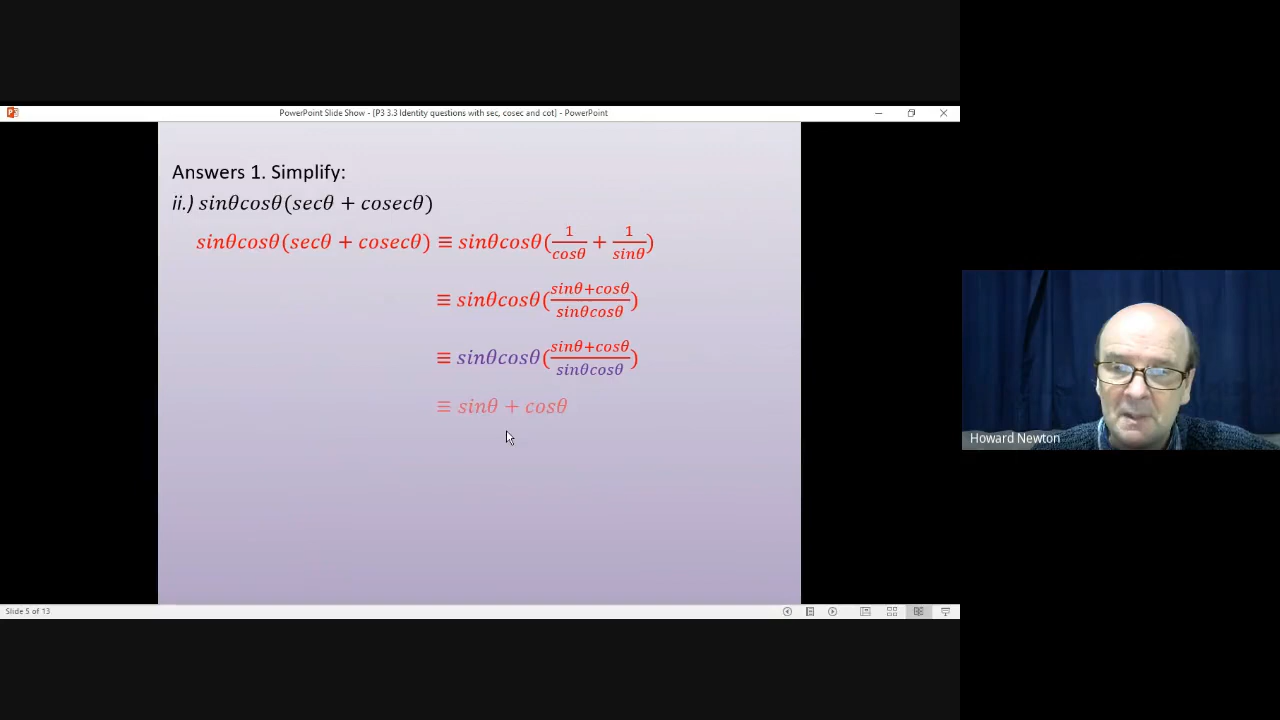 PowerPoint Slide Show - [P3 3.3 Identity questions with sec, cosec and cot] - PowerPoint
Answers 1. Simplify:
ii.) sinθcosθ(secθ + cosecθ)
sinθcosθ(secθ + cosecθ) ≡ sinθcosθ(1/cosθ + 1/sinθ)
≡ sinθcosθ((sinθ+cosθ)/(sinθcosθ))
≡ sinθcosθ((sinθ+cosθ)/(sinθcosθ))
≡ sinθ + cosθ
Howard Newton
Slide 5 of 13